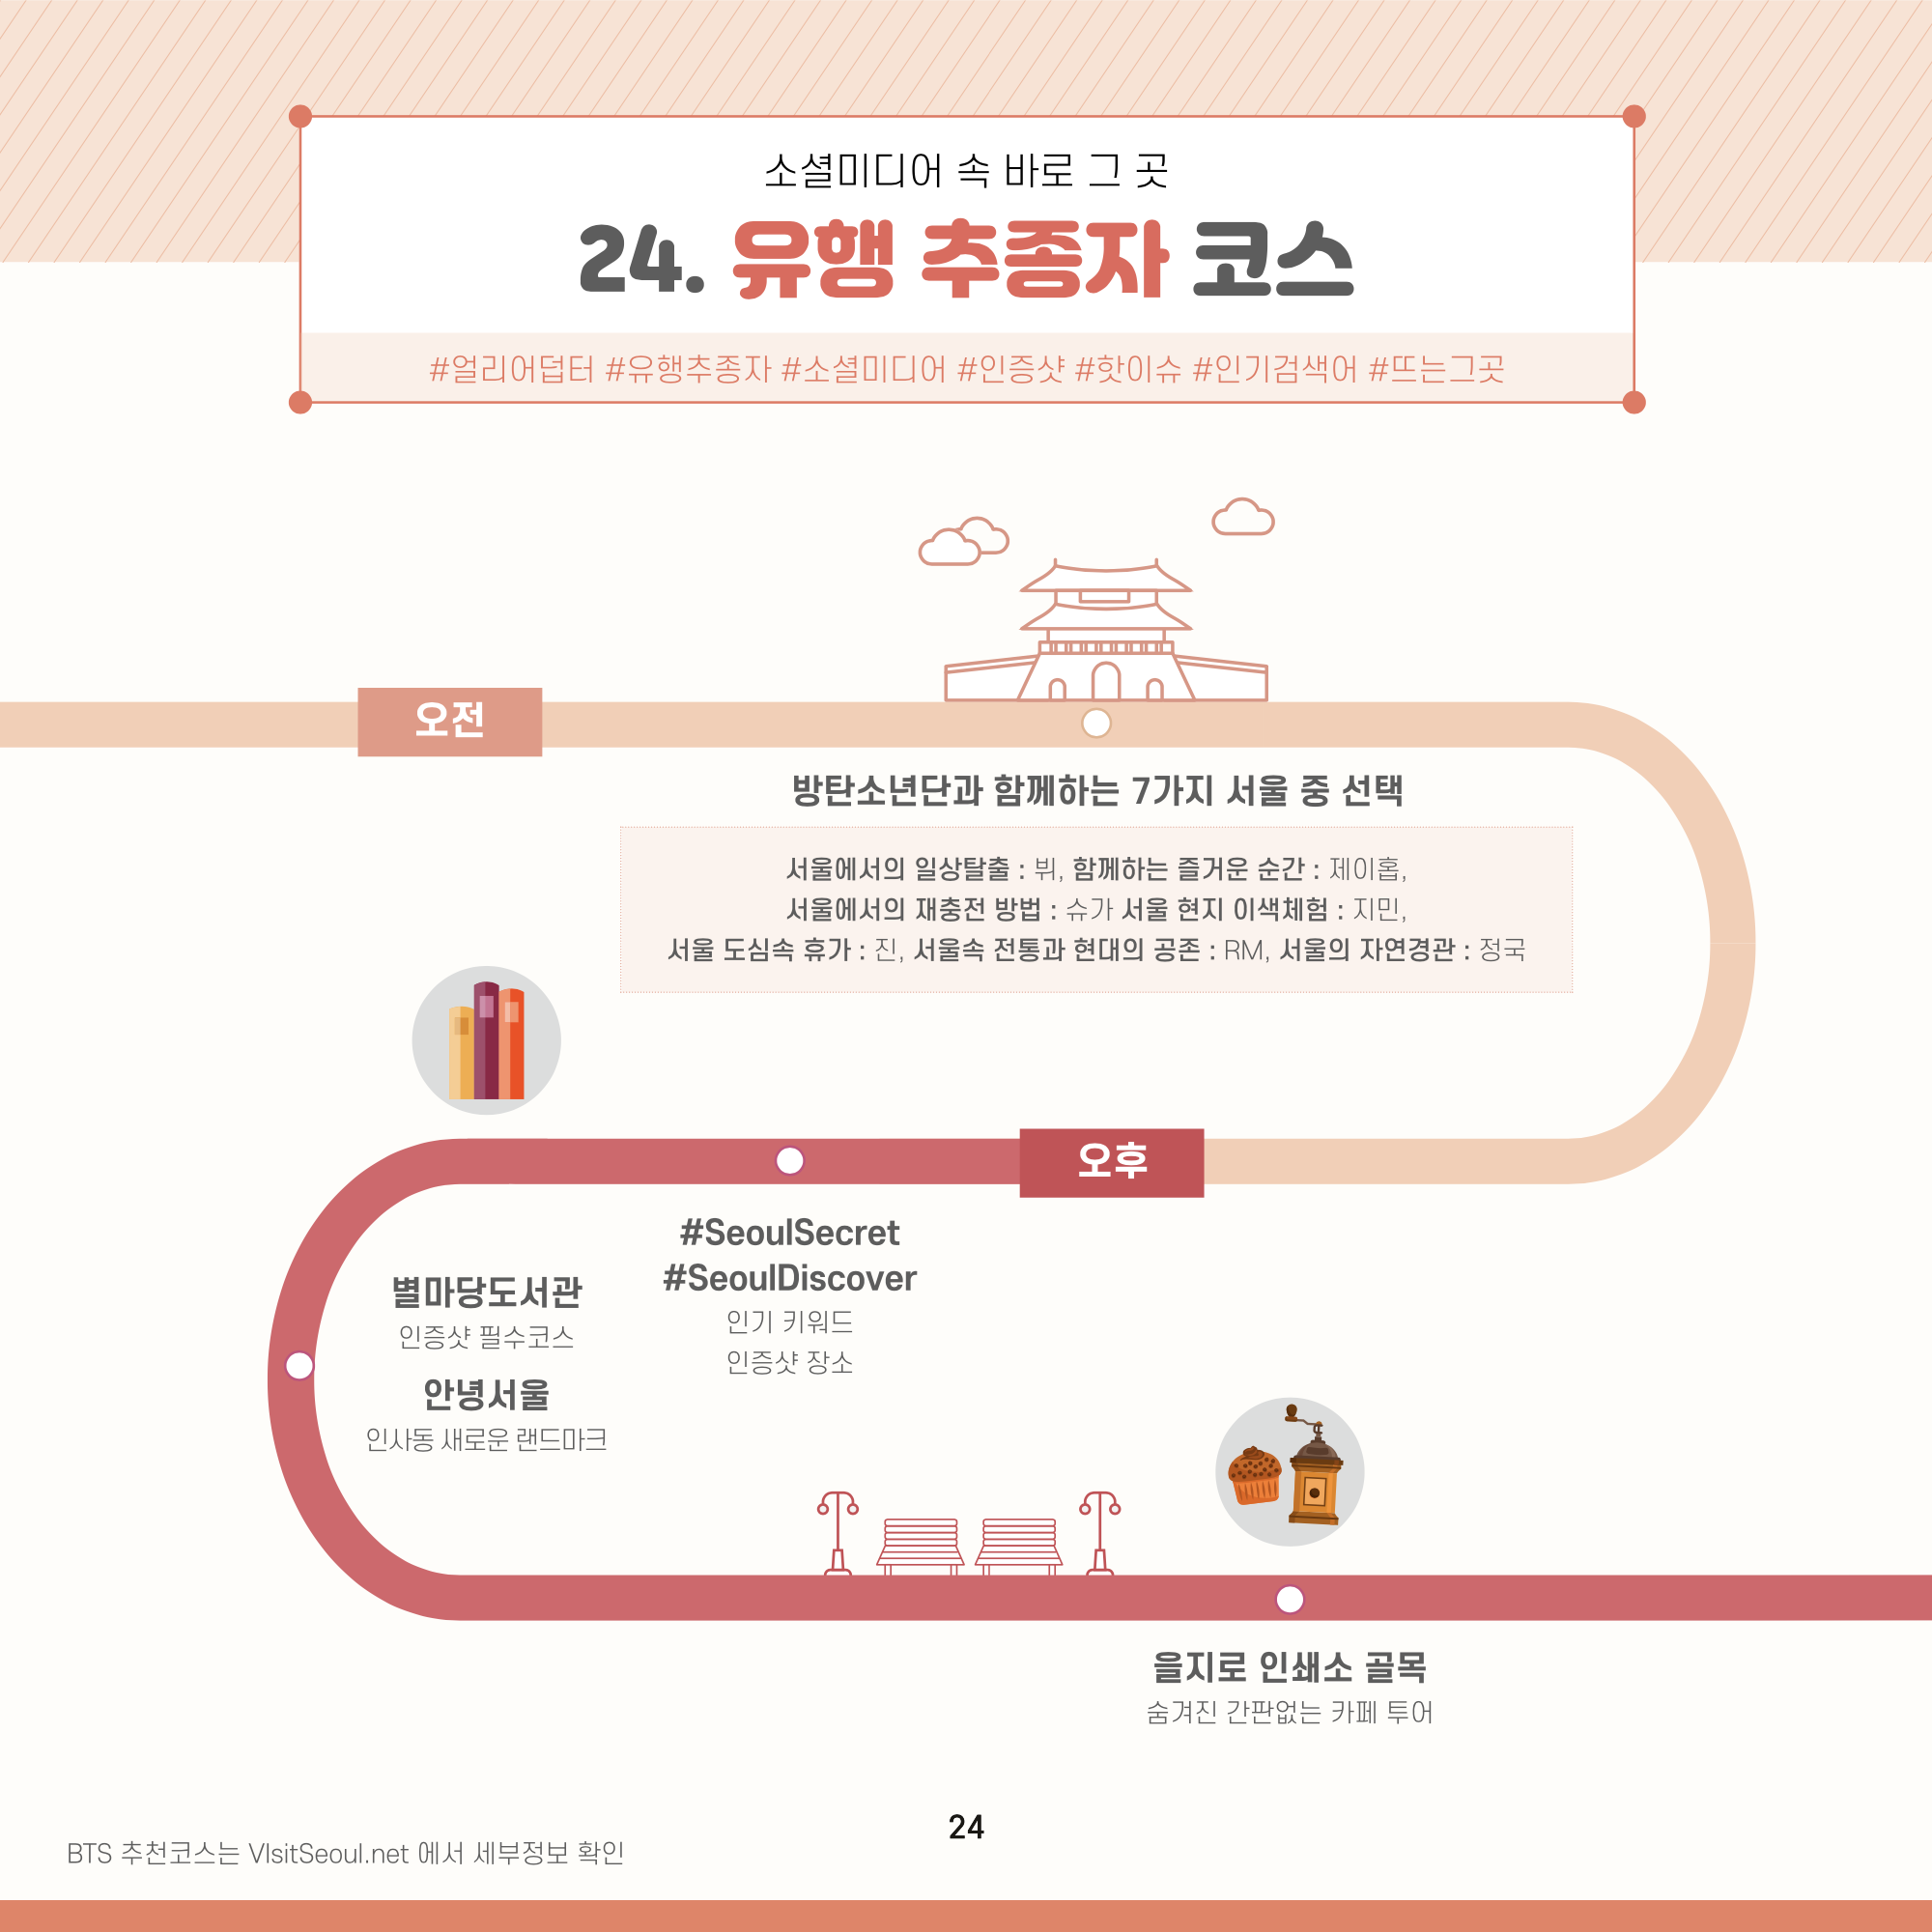 소셜미디어 속 바로 그 곳
24. 유행 추종자 코스
#얼리어덥터 #유행추종자 #소셜미디어 #인증샷 #핫이슈 #인기검색어 #뜨는그곳
오전
방탄소년단과 함께하는 7가지 서울 중 선택
서울에서의 일상탈출 : 뷔, 함께하는 즐거운 순간 : 제이홉,
서울에서의 재충전 방법 : 슈가 서울 현지 이색체험 : 지민,
서울 도심속 휴가 : 진, 서울속 전통과 현대의 공존 : RM, 서울의 자연경관 : 정국
오후
#SeoulSecret
#SeoulDiscover
인기 키워드
인증샷 장소
별마당도서관
인증샷 필수코스
안녕서울
인사동 새로운 랜드마크
을지로 인쇄소 골목
숨겨진 간판없는 카페 투어
24
BTS 추천코스는 VIsitSeoul.net 에서 세부정보 확인